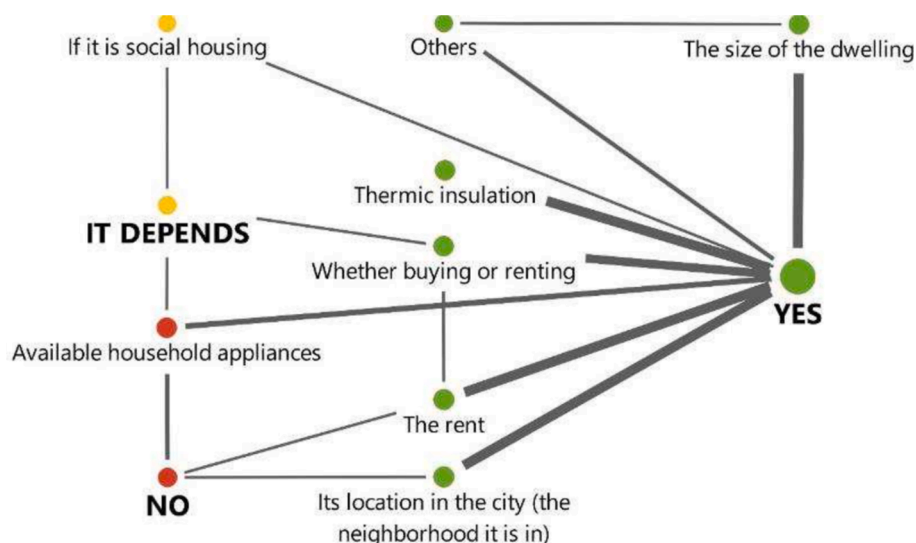 If it is social housing
Others
The size of the dwelling
Thermic insulation
IT DEPENDS
Whether buying or renting
YES
Available household appliances
The rent
NO
Its location in the city (the
neighborhood it is in)